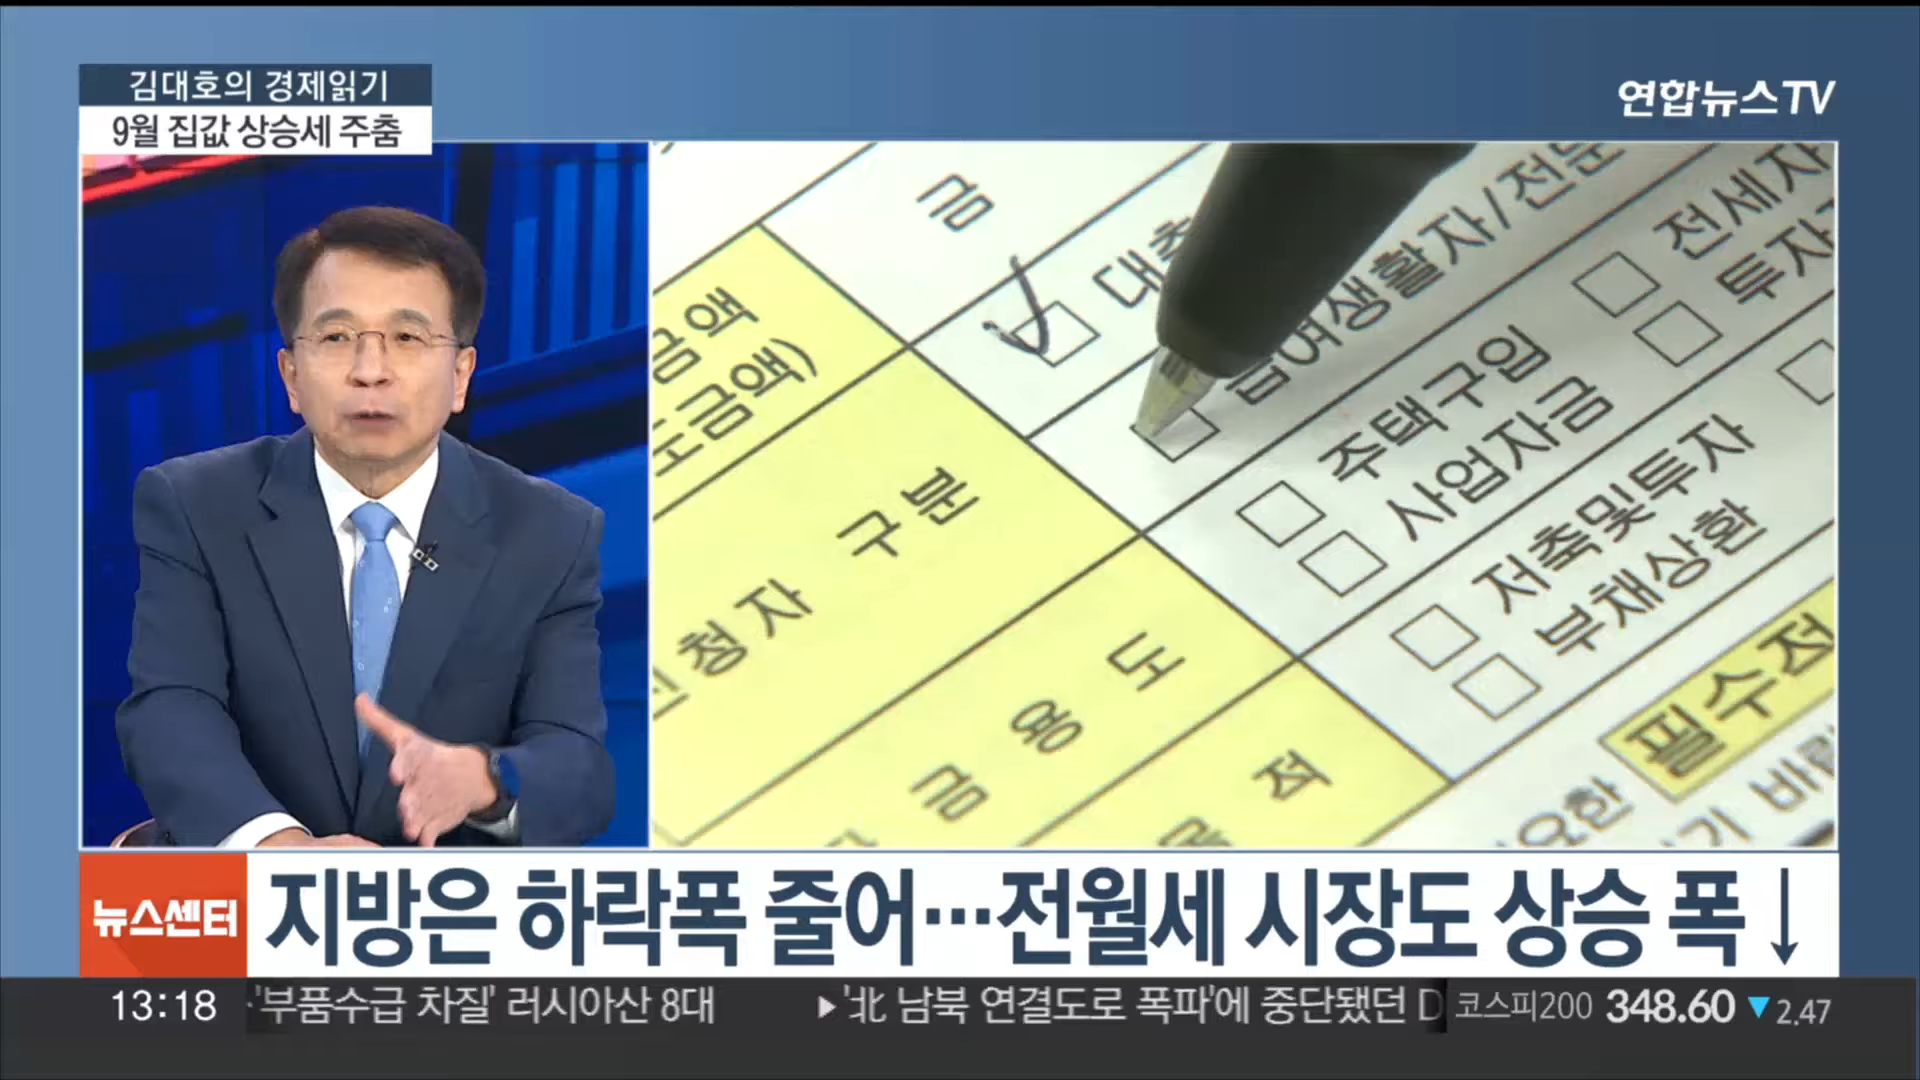 김대호의 경제읽기
9월 집값 상승세 주춤
연합뉴스TV
금
급여생활자/전문
전세자
투자
금액
도금액)
주택구입
사업자금
구분
저축및투자
부채상환
신청자
용도
필수
금
적
바랍
뉴스센터
지방은 하락폭 줄어…전월세 시장도 상승 폭↓
13:18
'부품수급 차질' 러시아산 8대
▶'北 남북 연결도로 폭파'에 중단됐던
코스피200 348.60 ▼2.47